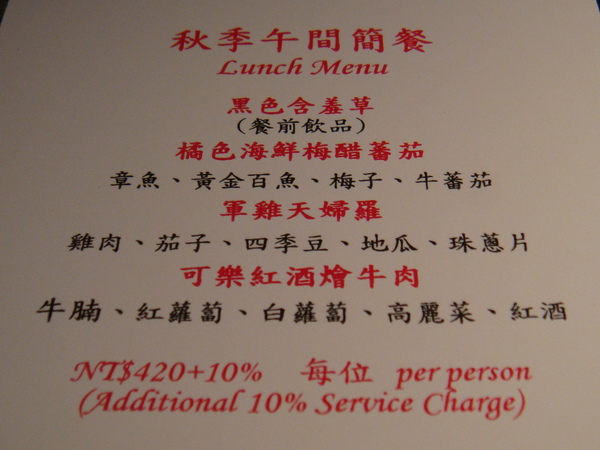 秋季午間簡餐
Lunch Menu
黑色含羞草
(餐前飲品)
橘色海鮮梅醋蕃茄
章魚、黃金百魚、梅子、牛蕃茄
軍雞天婦羅
雞肉、茄子、四季豆、地瓜、珠蔥片
可樂紅酒燴牛肉
牛腩、紅蘿蔔、白蘿蔔、高麗菜、紅酒
NT$420+10% 每位 per person
(Additional 10% Service Charge)